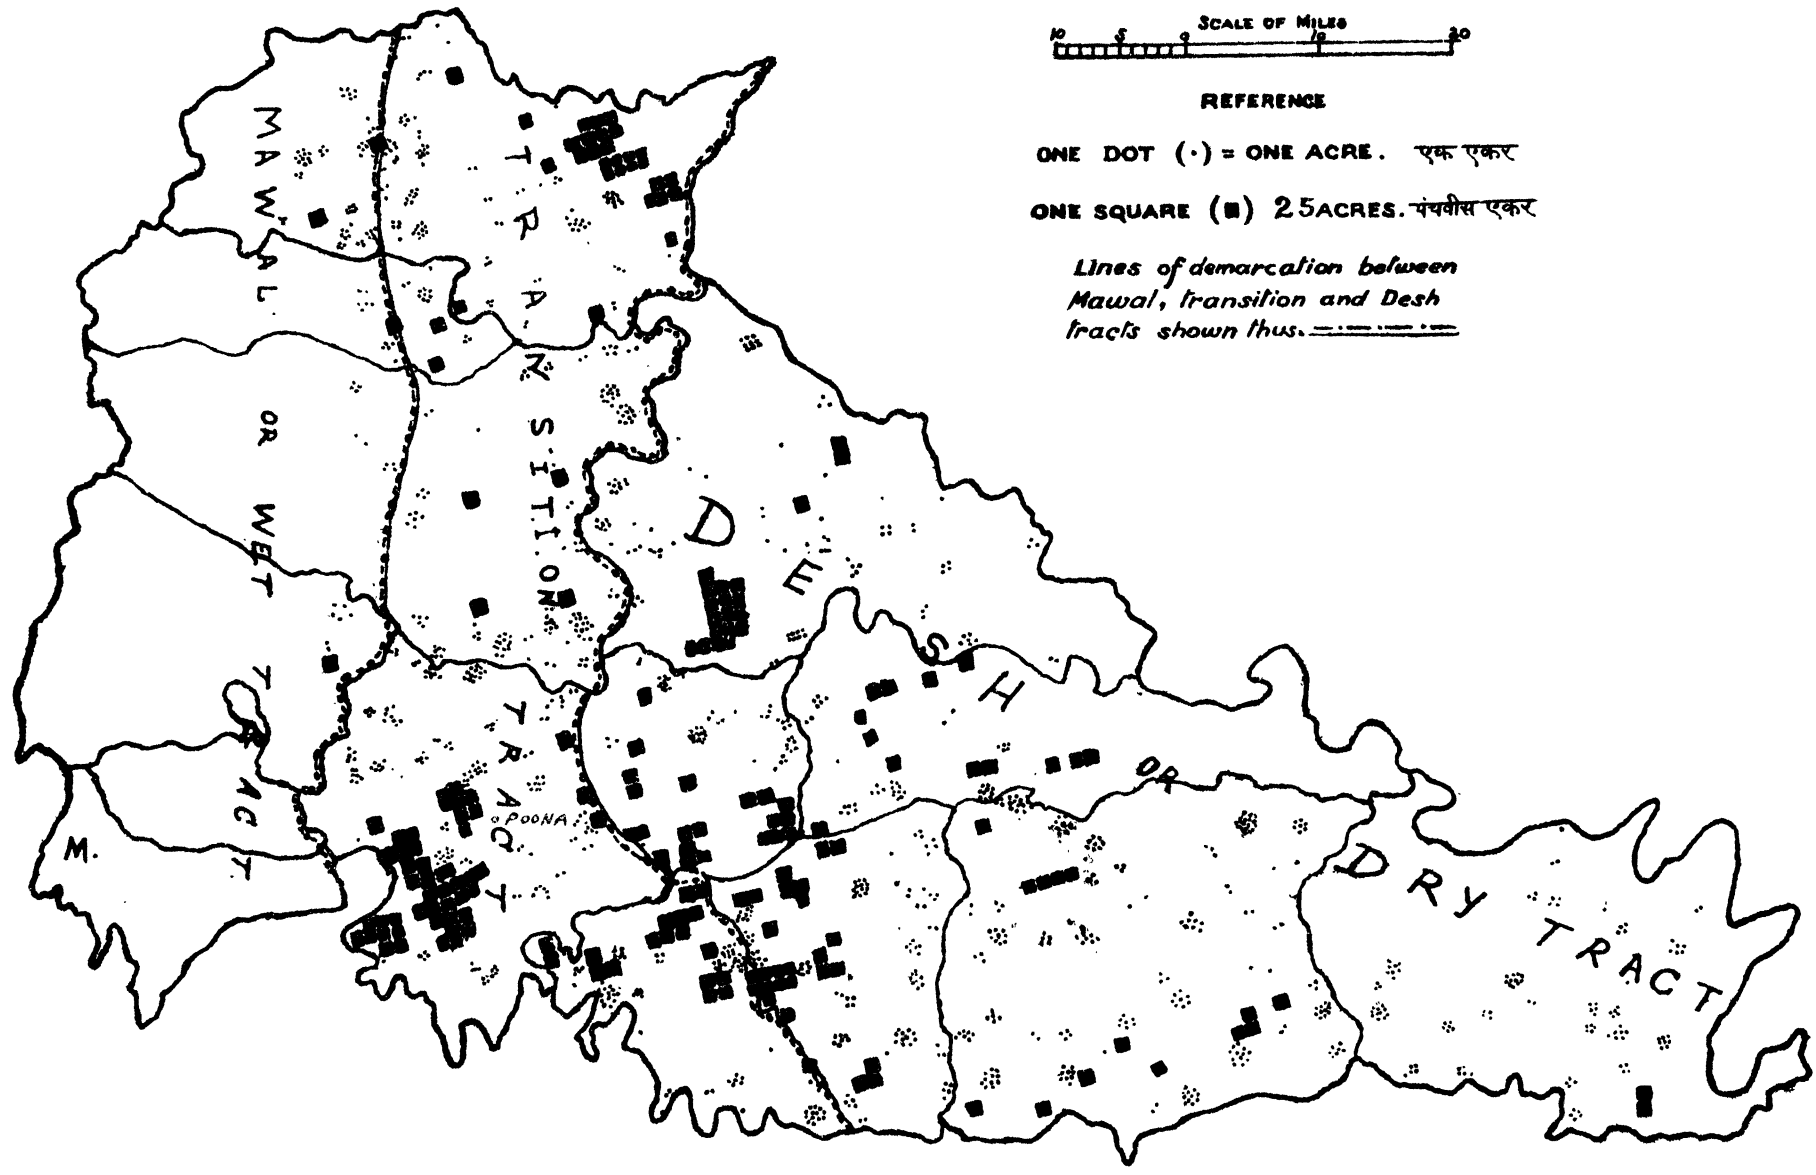 SCALE OF MILES
10 5 0 10 20
REFERENCE
ONE DOT (·) = ONE ACRE. एक एकर
ONE SQUARE (■) 25 ACRES. पंचवीस एकर
Lines of demarcation between
Mawal, transition and Desh
tracts shown thus.
MAWAL OR WET TRACT
TRANSITION TRACT
DESH OR DRY TRACT
POONA
M.